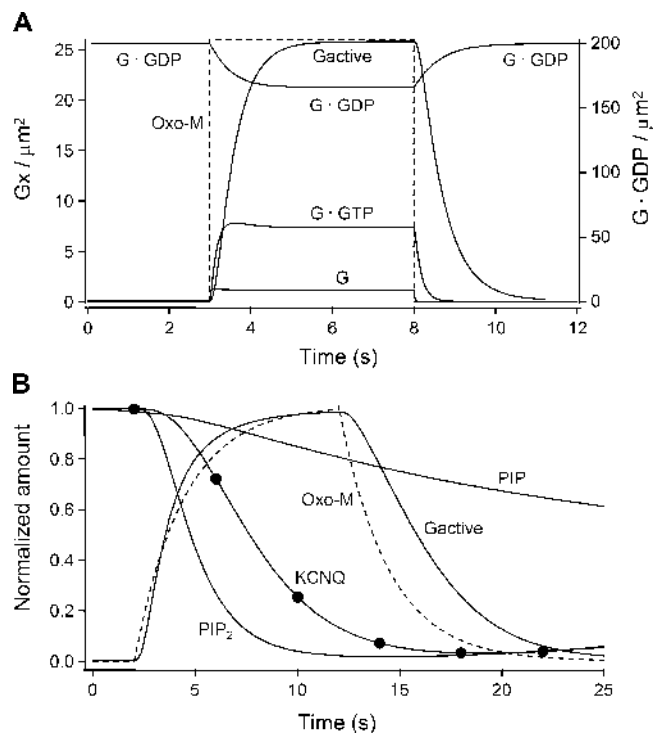 A
25
20
15
10
5
0
Gx / μm²
G · GDP
Oxo-M
Gactive
G · GDP
G · GDP
G · GTP
G
200
150
100
50
0
G · GDP / μm²
0 2 4 6 8 10 12
Time (s)
B
1.0
0.8
0.6
0.4
0.2
0.0
Normalized amount
PIP
Oxo-M
Gactive
KCNQ
PIP₂
0 5 10 15 20 25
Time (s)